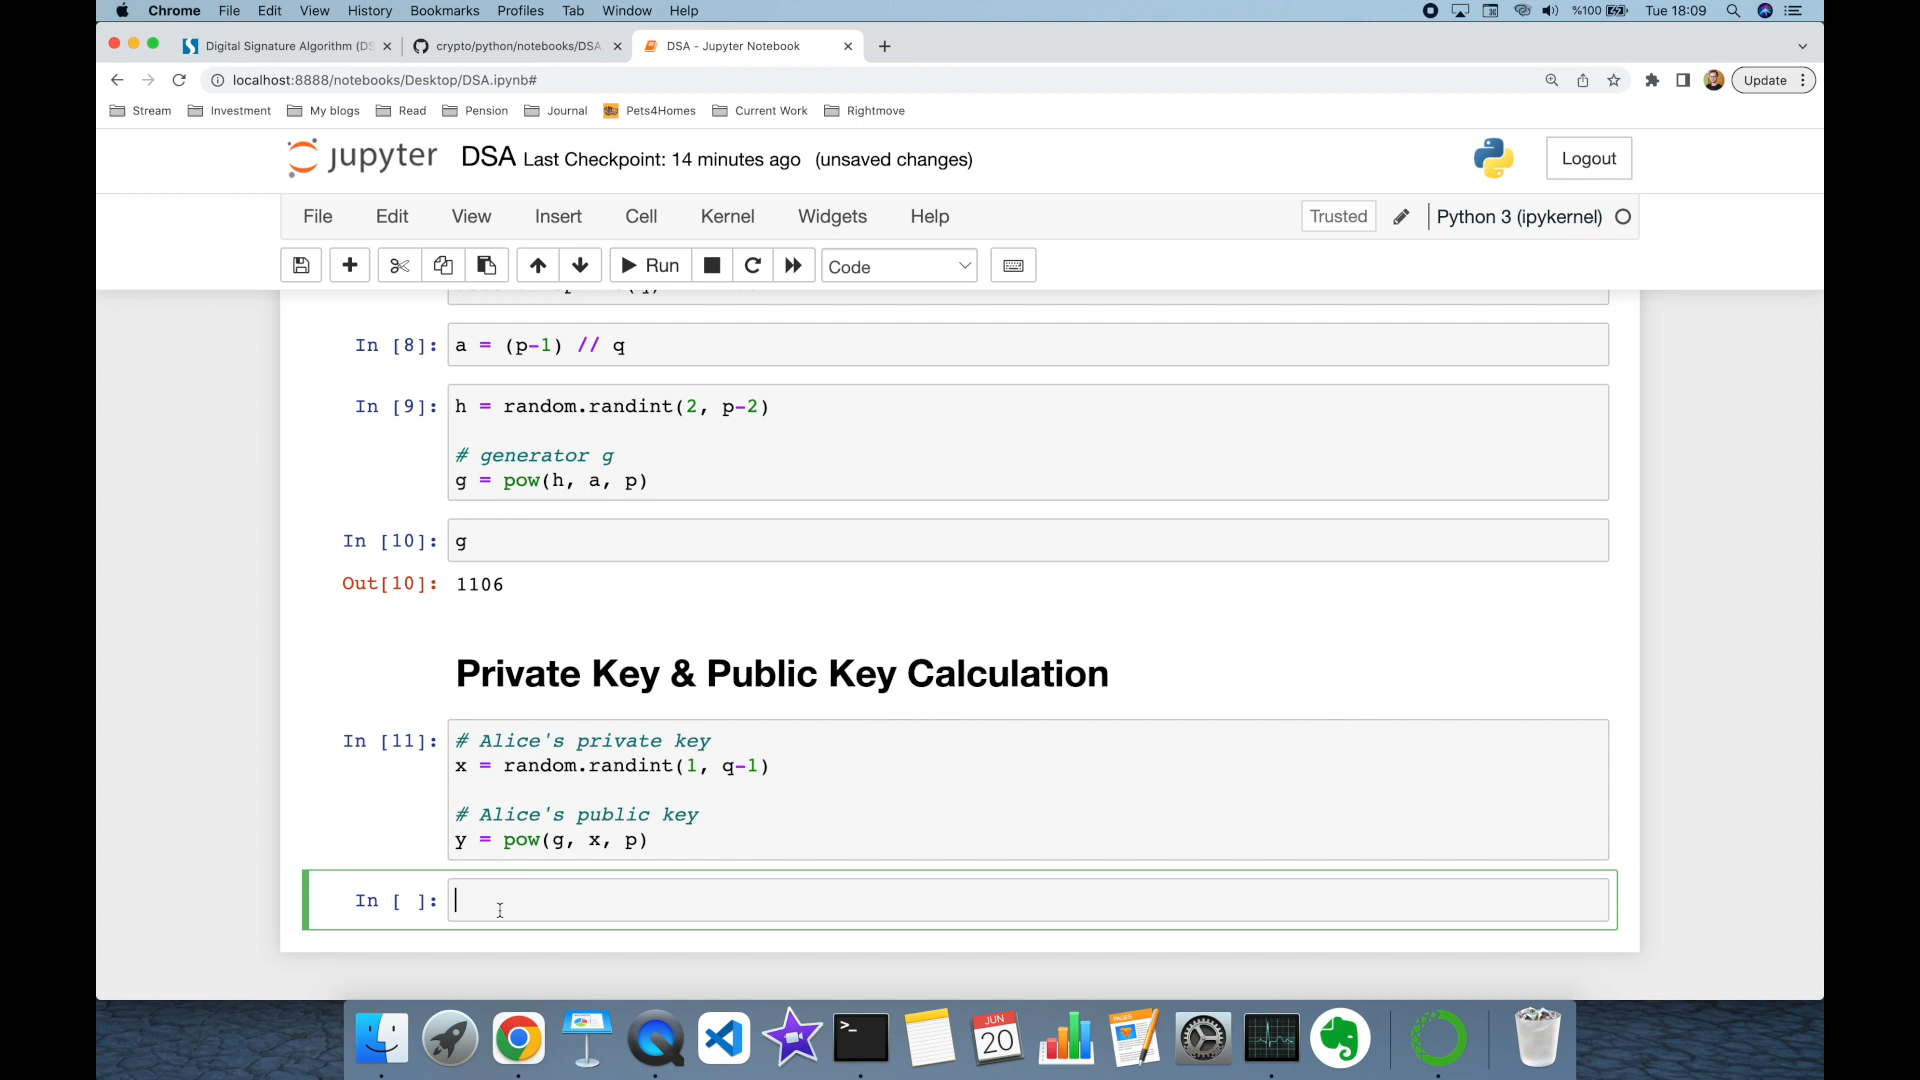 Chrome File Edit View History Bookmarks Profiles Tab Window Help %100 Tue 18:09
Digital Signature Algorithm (DS crypto/python/notebooks/DSA. DSA - Jupyter Notebook
localhost:8888/notebooks/Desktop/DSA.ipynb# Update
Stream Investment My blogs Read Pension Journal Pets4Homes Current Work Rightmove
jupyter DSA Last Checkpoint: 14 minutes ago (unsaved changes) Logout
File Edit View Insert Cell Kernel Widgets Help Trusted Python 3 (ipykernel)
Run Code
In [8]: a = (p-1) // q
In [9]: h = random.randint(2, p-2)
# generator g
g = pow(h, a, p)
In [10]: g
Out[10]: 1106
Private Key & Public Key Calculation
In [11]: # Alice's private key
x = random.randint(1, q-1)
# Alice's public key
y = pow(g, x, p)
In [ ]:
JUN
20
PAGES